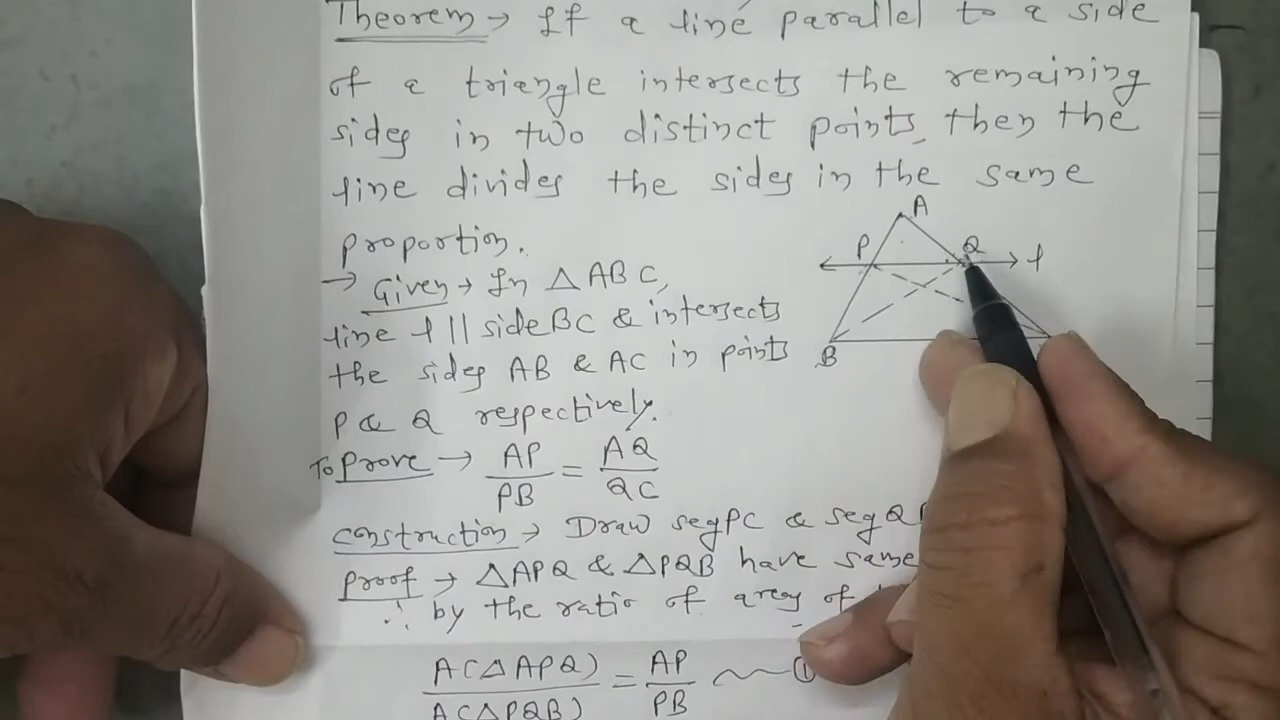 Theorem → If a line parallel to a side
of a triangle intersects the remaining
sides in two distinct points, then the
line divides the sides in the same
proportion.
→ Given → In △ABC,
line l || side BC & intersects
the sides AB & AC in points
P & Q respectively.
To prove → AP/PB = AQ/QC
construction → Draw seg PC & seg Q
proof → △APQ & △PQB have same
∴ by the ratio of areas of
A(△APQ)/A(△PQB) = AP/PB ~~~ ①
A
P
Q
l
B